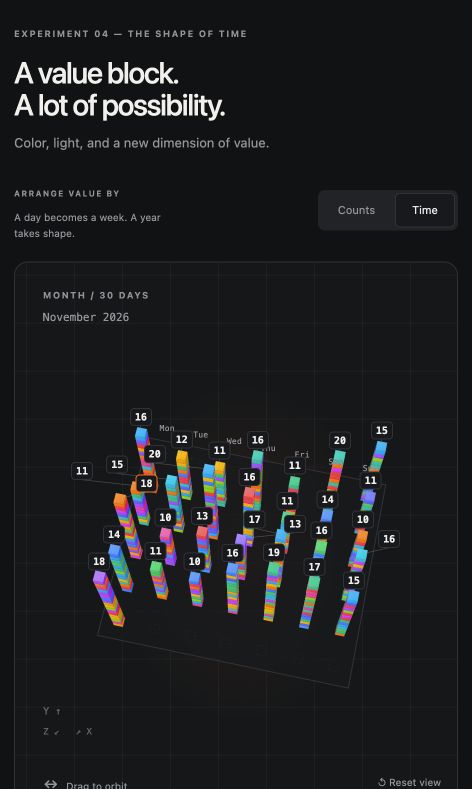 EXPERIMENT 04 — THE SHAPE OF TIME
A value block.
A lot of possibility.
Color, light, and a new dimension of value.
ARRANGE VALUE BY
A day becomes a week. A year
takes shape.
Counts
Time
MONTH / 30 DAYS
November 2026
16
Mon
Tue
12
Wed
16
20
15
20
11
15
18
11
Fri
11
16
11
11
14
10
14
10
13
17
13
16
10
16
18
11
10
16
19
17
15
Y ↑
Z ↙ ↗ X
↔ Drag to orbit
↺ Reset view